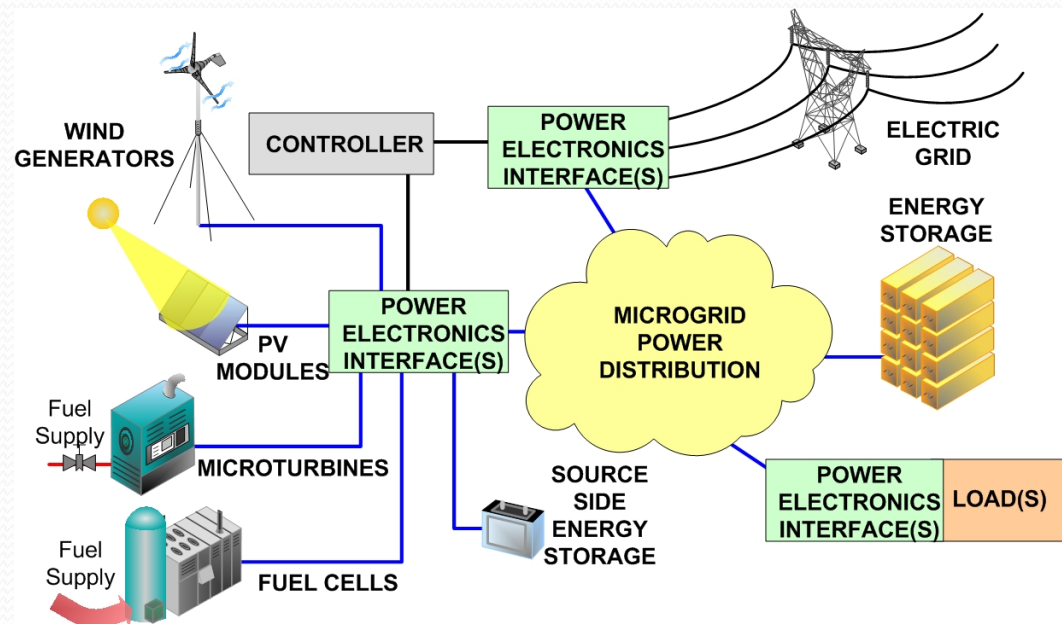 WIND
GENERATORS
CONTROLLER
POWER
ELECTRONICS
INTERFACE(S)
ELECTRIC
GRID
ENERGY
STORAGE
POWER
ELECTRONICS
INTERFACE(S)
MICROGRID
POWER
DISTRIBUTION
PV
MODULES
Fuel
Supply
MICROTURBINES
SOURCE
SIDE
ENERGY
STORAGE
POWER
ELECTRONICS
INTERFACE(S)
LOAD(S)
Fuel
Supply
FUEL CELLS